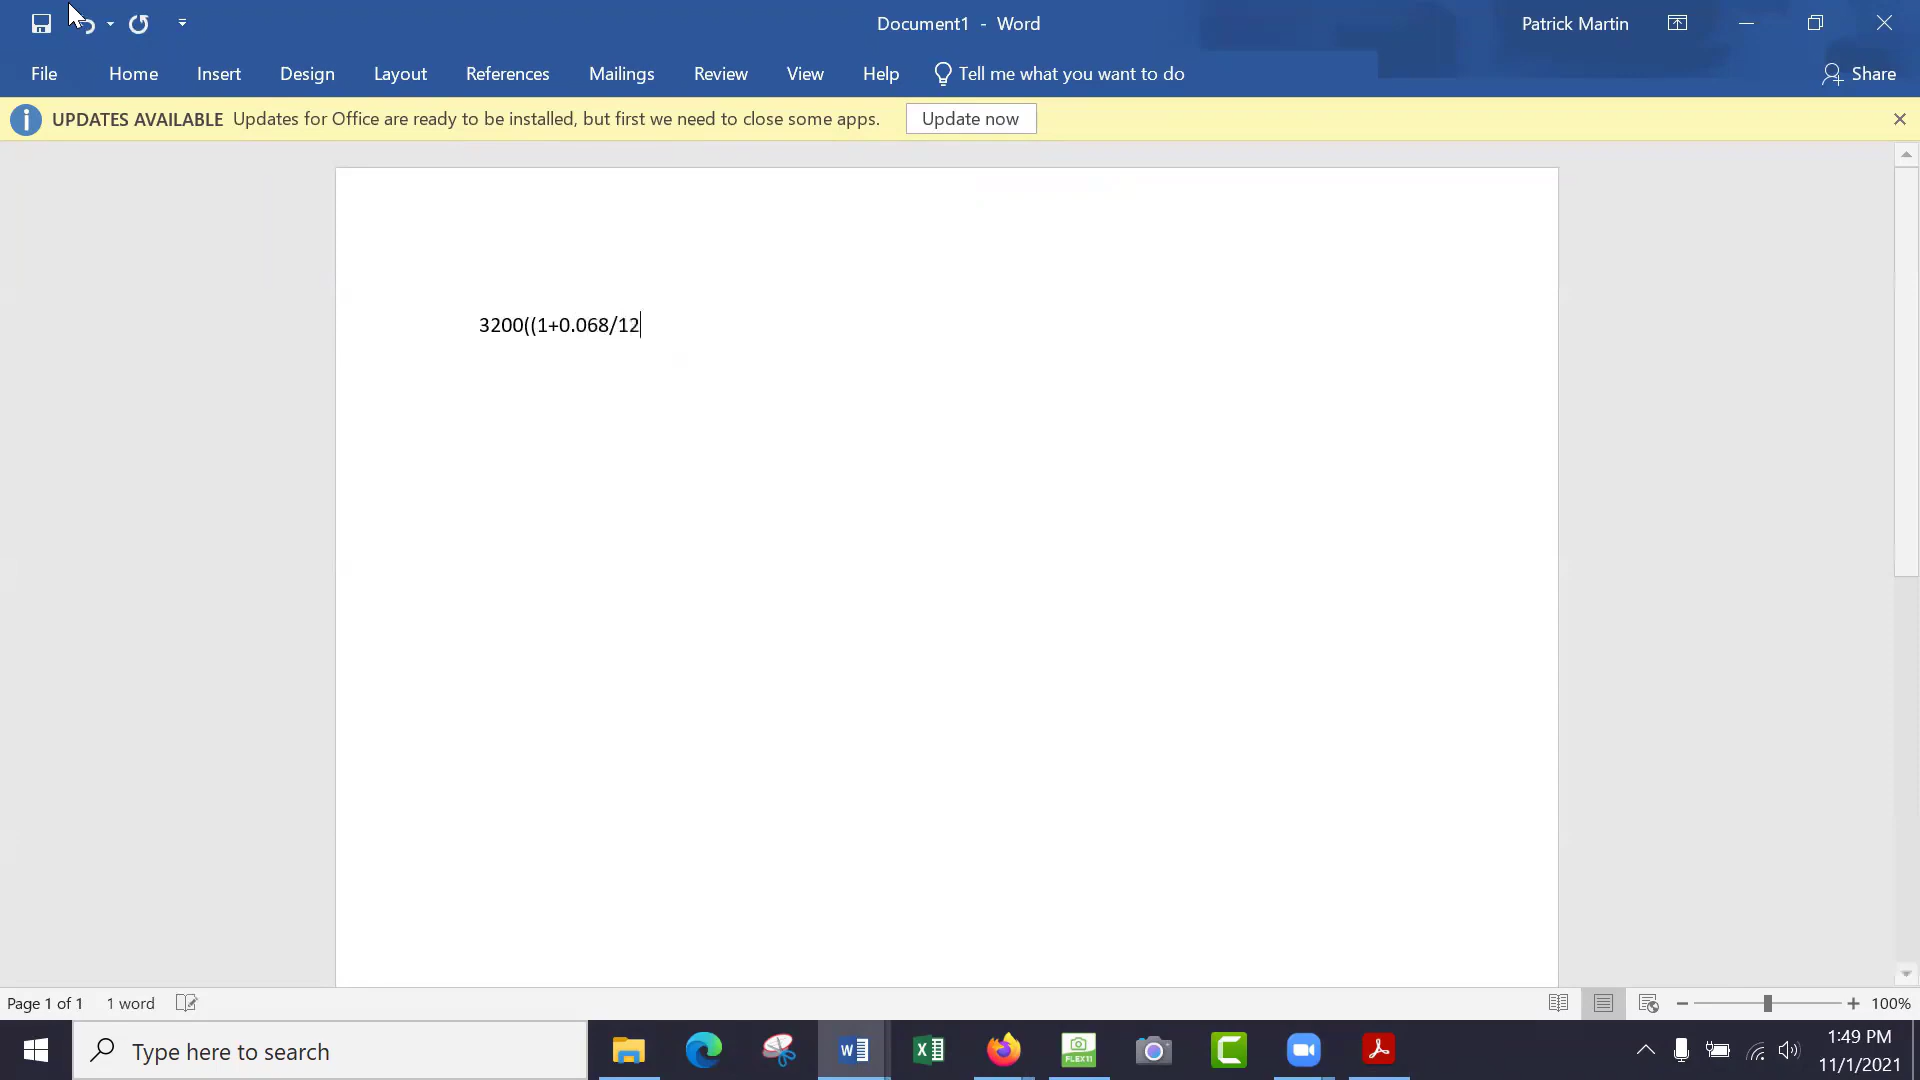 Document1 - Word
Patrick Martin
File Home Insert Design Layout References Mailings Review View Help Tell me what you want to do
Share
UPDATES AVAILABLE Updates for Office are ready to be installed, but first we need to close some apps. Update now
3200((1+0.068/12
Page 1 of 1 1 word
100%
Type here to search
W
X
FLEX11
C
1:49 PM
11/1/2021